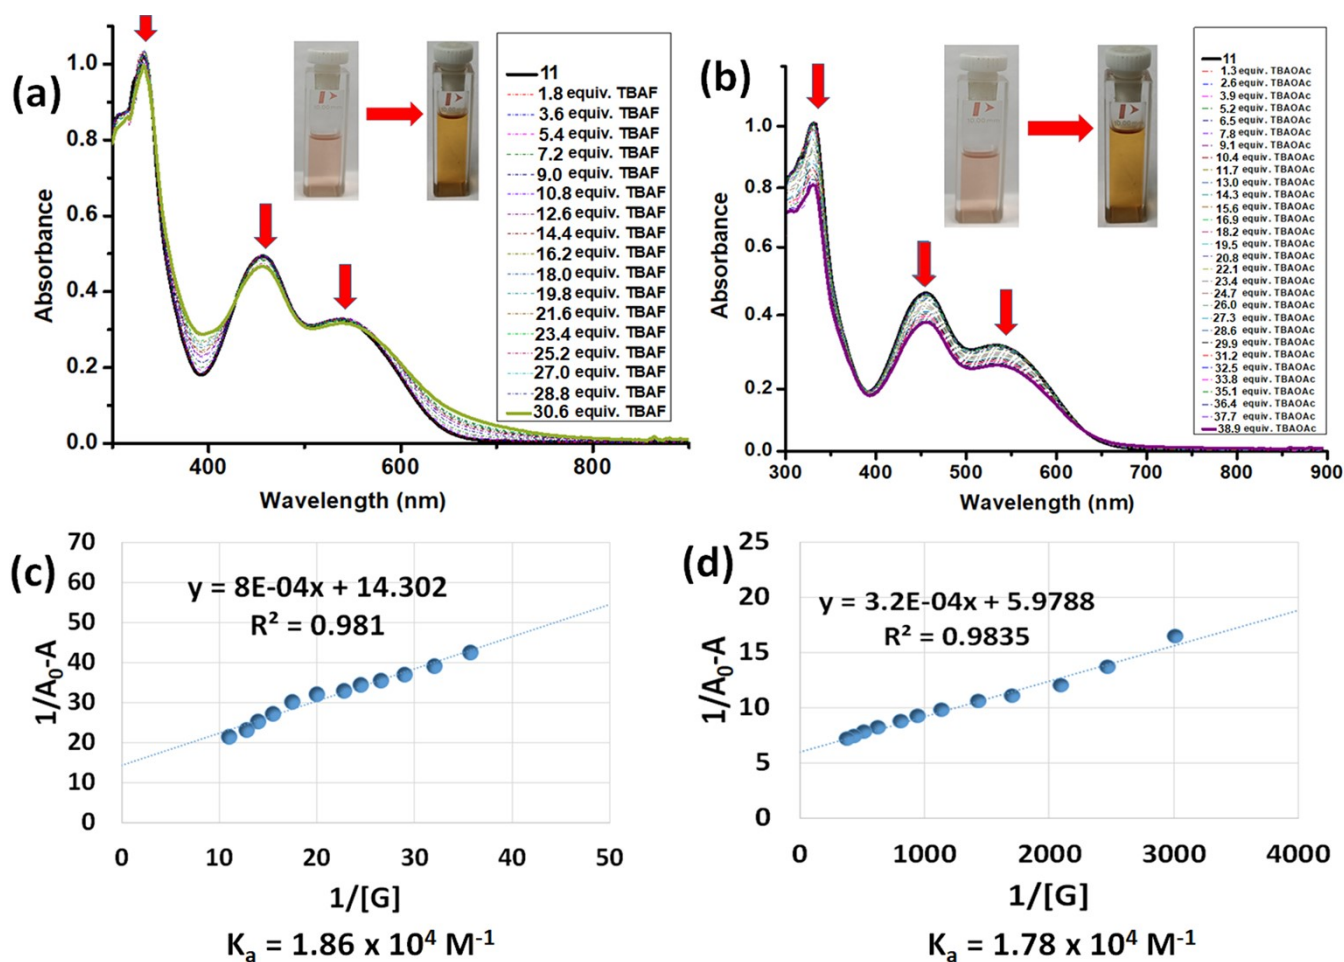 (a)
Absorbance
1.0
0.8
0.6
0.4
0.2
0.0
400
600
800
Wavelength (nm)
11
1.8 equiv. TBAF
3.6 equiv. TBAF
5.4 equiv. TBAF
7.2 equiv. TBAF
9.0 equiv. TBAF
10.8 equiv. TBAF
12.6 equiv. TBAF
14.4 equiv. TBAF
16.2 equiv. TBAF
18.0 equiv. TBAF
19.8 equiv. TBAF
21.6 equiv. TBAF
23.4 equiv. TBAF
25.2 equiv. TBAF
27.0 equiv. TBAF
28.8 equiv. TBAF
30.6 equiv. TBAF
(b)
Absorbance
1.0
0.8
0.6
0.4
0.2
0.0
300
400
500
600
700
800
900
Wavelength (nm)
11
1.3 equiv. TBAOAc
2.6 equiv. TBAOAc
3.9 equiv. TBAOAc
5.2 equiv. TBAOAc
6.5 equiv. TBAOAc
7.8 equiv. TBAOAc
9.1 equiv. TBAOAc
10.4 equiv. TBAOAc
11.7 equiv. TBAOAc
13.0 equiv. TBAOAc
14.3 equiv. TBAOAc
15.6 equiv. TBAOAc
16.9 equiv. TBAOAc
18.2 equiv. TBAOAc
19.5 equiv. TBAOAc
20.8 equiv. TBAOAc
22.1 equiv. TBAOAc
23.4 equiv. TBAOAc
24.7 equiv. TBAOAc
26.0 equiv. TBAOAc
27.3 equiv. TBAOAc
28.6 equiv. TBAOAc
29.9 equiv. TBAOAc
31.2 equiv. TBAOAc
32.5 equiv. TBAOAc
33.8 equiv. TBAOAc
35.1 equiv. TBAOAc
36.4 equiv. TBAOAc
37.7 equiv. TBAOAc
38.9 equiv. TBAOAc
(c)
1/A₀-A
70
60
50
40
30
20
10
0
y = 8E-04x + 14.302
R² = 0.981
0
10
20
30
40
50
1/[G]
Kₐ = 1.86 x 10⁴ M⁻¹
(d)
1/A₀-A
25
20
15
10
5
0
y = 3.2E-04x + 5.9788
R² = 0.9835
0
1000
2000
3000
4000
1/[G]
Kₐ = 1.78 x 10⁴ M⁻¹